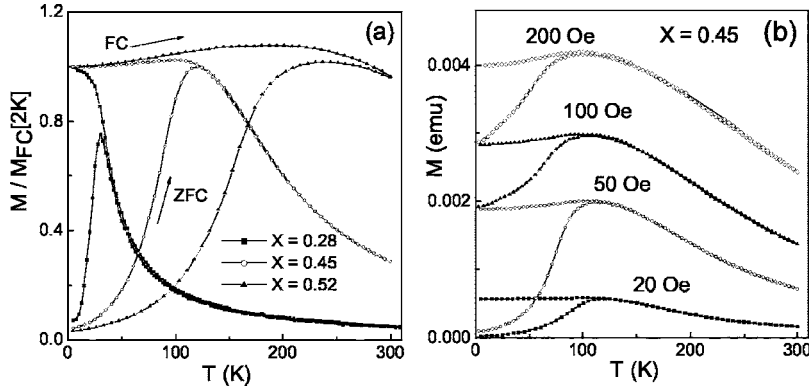 (a)
FC
ZFC
X = 0.28
X = 0.45
X = 0.52
M / M_FC[2K]
1.2
0.8
0.4
0.0
0
100
200
300
T (K)
(b)
200 Oe
X = 0.45
100 Oe
50 Oe
20 Oe
M (emu)
0.004
0.002
0.000
0
100
200
300
T (K)